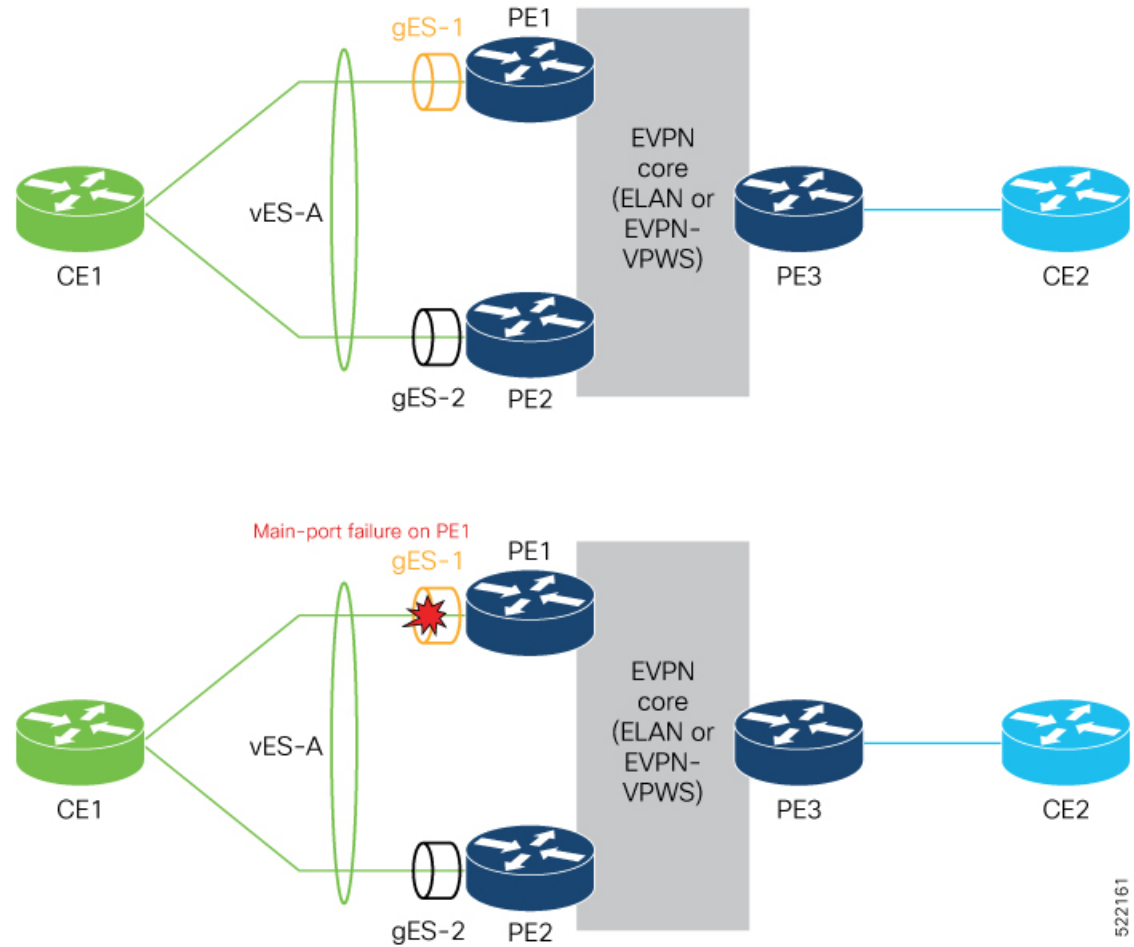 PE1
gES-1
EVPN
core
(ELAN or
EVPN-
VPWS)
vES-A
CE1
PE3
CE2
gES-2
PE2
Main-port failure on PE1
PE1
gES-1
EVPN
core
(ELAN or
EVPN-
VPWS)
vES-A
CE1
PE3
CE2
gES-2
PE2
522161